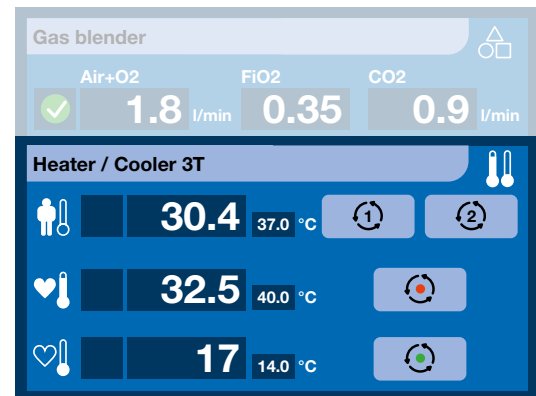 Gas blender
Air+O2 FiO2 CO2
1.8 l/min 0.35 0.9 l/min
Heater / Cooler 3T
30.4 37.0 °C 1 2
32.5 40.0 °C
17 14.0 °C